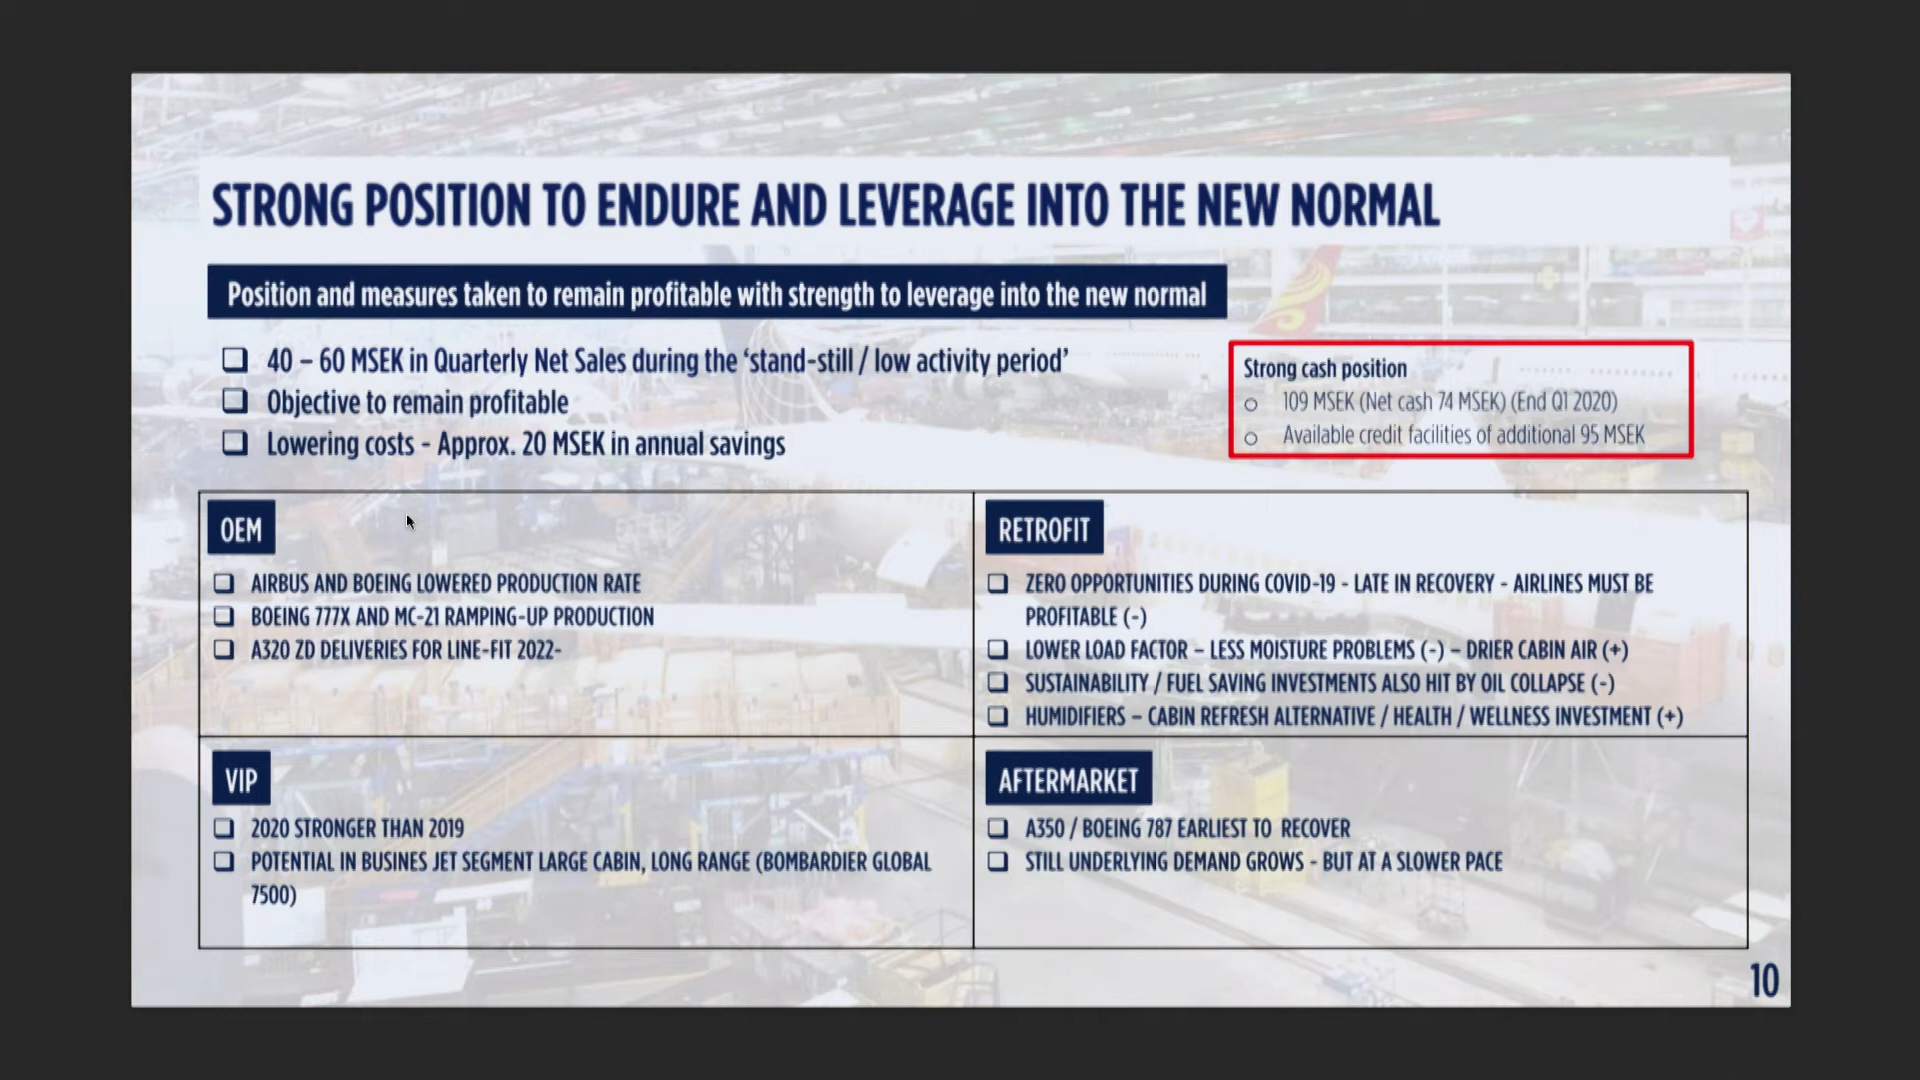 STRONG POSITION TO ENDURE AND LEVERAGE INTO THE NEW NORMAL
Position and measures taken to remain profitable with strength to leverage into the new normal
40 – 60 MSEK in Quarterly Net Sales during the ‘stand-still / low activity period’
Objective to remain profitable
Lowering costs - Approx. 20 MSEK in annual savings
Strong cash position
109 MSEK (Net cash 74 MSEK) (End Q1 2020)
Available credit facilities of additional 95 MSEK
OEM
AIRBUS AND BOEING LOWERED PRODUCTION RATE
BOEING 777X AND MC-21 RAMPING-UP PRODUCTION
A320 ZD DELIVERIES FOR LINE-FIT 2022-
RETROFIT
ZERO OPPORTUNITIES DURING COVID-19 - LATE IN RECOVERY - AIRLINES MUST BE
PROFITABLE (-)
LOWER LOAD FACTOR – LESS MOISTURE PROBLEMS (-) – DRIER CABIN AIR (+)
SUSTAINABILITY / FUEL SAVING INVESTMENTS ALSO HIT BY OIL COLLAPSE (-)
HUMIDIFIERS – CABIN REFRESH ALTERNATIVE / HEALTH / WELLNESS INVESTMENT (+)
VIP
2020 STRONGER THAN 2019
POTENTIAL IN BUSINES JET SEGMENT LARGE CABIN, LONG RANGE (BOMBARDIER GLOBAL
7500)
AFTERMARKET
A350 / BOEING 787 EARLIEST TO RECOVER
STILL UNDERLYING DEMAND GROWS - BUT AT A SLOWER PACE
10